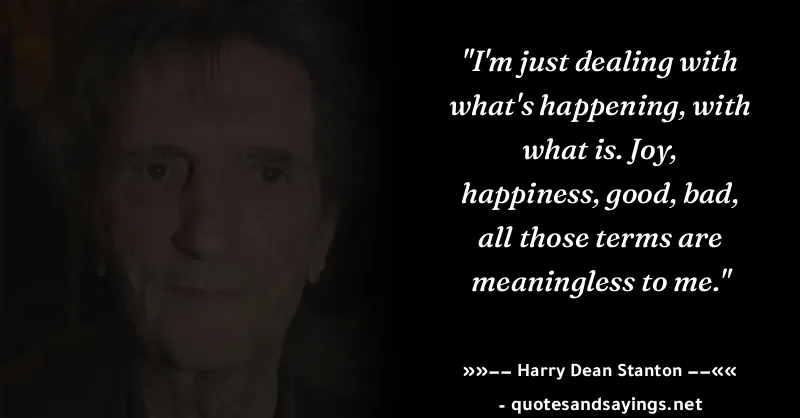 "I'm just dealing with
what's happening, with
what is. Joy,
happiness, good, bad,
all those terms are
meaningless to me."
»»–– Harry Dean Stanton ––««
- quotesandsayings.net